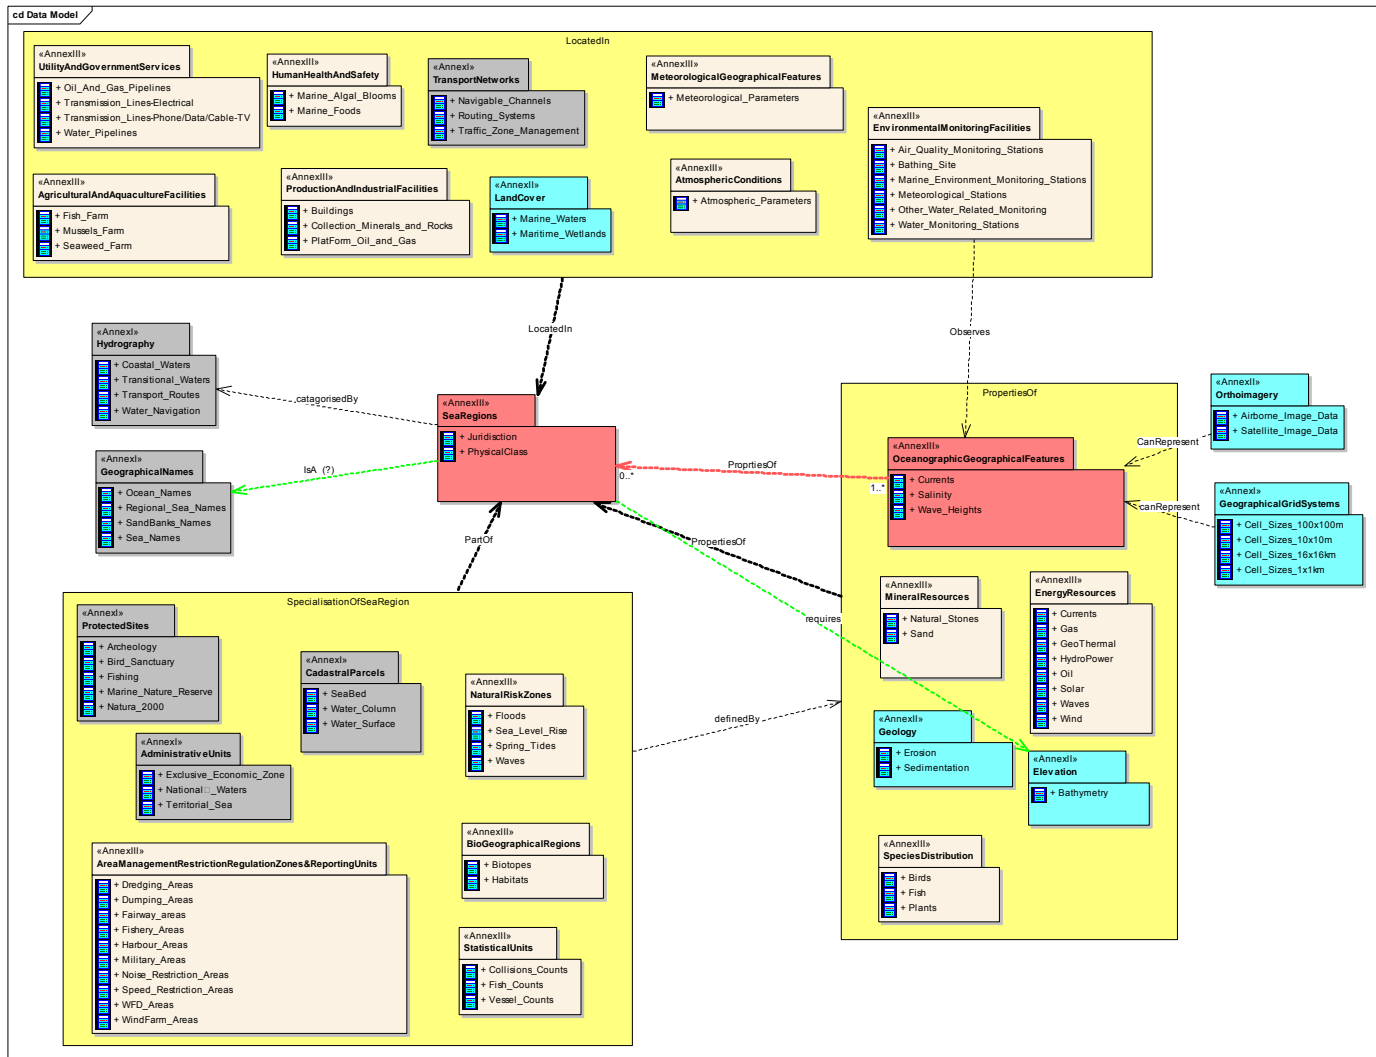 cd Data Model
LocatedIn
«AnnexIII»
UtilityAndGovernmentServices
+ Oil_And_Gas_Pipelines
+ Transmission_Lines-Electrical
+ Transmission_Lines-Phone/Data/Cable-TV
+ Water_Pipelines
«AnnexIII»
HumanHealthAndSafety
+ Marine_Algal_Blooms
+ Marine_Foods
«AnnexI»
TransportNetworks
+ Navigable_Channels
+ Routing_Systems
+ Traffic_Zone_Management
«AnnexIII»
MeteorologicalGeographicalFeatures
+ Meteorological_Parameters
«AnnexIII»
EnvironmentalMonitoringFacilities
+ Air_Quality_Monitoring_Stations
+ Bathing_Site
+ Marine_Environment_Monitoring_Stations
+ Meteorological_Stations
+ Other_Water_Related_Monitoring
+ Water_Monitoring_Stations
«AnnexIII»
AgriculturalAndAquacultureFacilities
+ Fish_Farm
+ Mussels_Farm
+ Seaweed_Farm
«AnnexIII»
ProductionAndIndustrialFacilities
+ Buildings
+ Collection_Minerals_and_Rocks
+ PlatForm_Oil_and_Gas
«AnnexII»
LandCover
+ Marine_Waters
+ Maritime_Wetlands
«AnnexIII»
AtmosphericConditions
+ Atmospheric_Parameters
LocatedIn
Observes
«AnnexI»
Hydrography
+ Coastal_Waters
+ Transitional_Waters
+ Transport_Routes
+ Water_Navigation
catagorisedBy
«AnnexIII»
SeaRegions
+ Juridisction
+ PhysicalClass
0..*
ProprtiesOf
1..*
PropertiesOf
«AnnexIII»
OceanographicGeographicalFeatures
+ Currents
+ Salinity
+ Wave_Heights
«AnnexII»
Orthoimagery
+ Airborne_Image_Data
+ Satellite_Image_Data
CanRepresent
«AnnexI»
GeographicalNames
+ Ocean_Names
+ Regional_Sea_Names
+ SandBanks_Names
+ Sea_Names
IsA (?)
«AnnexI»
GeographicalGridSystems
+ Cell_Sizes_100x100m
+ Cell_Sizes_10x10m
+ Cell_Sizes_16x16km
+ Cell_Sizes_1x1km
canRepresent
PartOf
PropertiesOf
requires
definedBy
SpecialisationOfSeaRegion
«AnnexI»
ProtectedSites
+ Archeology
+ Bird_Sanctuary
+ Fishing
+ Marine_Nature_Reserve
+ Natura_2000
«AnnexI»
CadastralParcels
+ SeaBed
+ Water_Column
+ Water_Surface
«AnnexIII»
NaturalRiskZones
+ Floods
+ Sea_Level_Rise
+ Spring_Tides
+ Waves
«AnnexI»
AdministrativeUnits
+ Exclusive_Economic_Zone
+ National□_Waters
+ Territorial_Sea
«AnnexIII»
AreaManagementRestrictionRegulationZones&ReportingUnits
+ Dredging_Areas
+ Dumping_Areas
+ Fairway_areas
+ Fishery_Areas
+ Harbour_Areas
+ Military_Areas
+ Noise_Restriction_Areas
+ Speed_Restriction_Areas
+ WFD_Areas
+ WindFarm_Areas
«AnnexIII»
BioGeographicalRegions
+ Biotopes
+ Habitats
«AnnexIII»
StatisticalUnits
+ Collisions_Counts
+ Fish_Counts
+ Vessel_Counts
«AnnexIII»
MineralResources
+ Natural_Stones
+ Sand
«AnnexIII»
EnergyResources
+ Currents
+ Gas
+ GeoThermal
+ HydroPower
+ Oil
+ Solar
+ Waves
+ Wind
«AnnexII»
Geology
+ Erosion
+ Sedimentation
«AnnexII»
Elevation
+ Bathymetry
«AnnexIII»
SpeciesDistribution
+ Birds
+ Fish
+ Plants